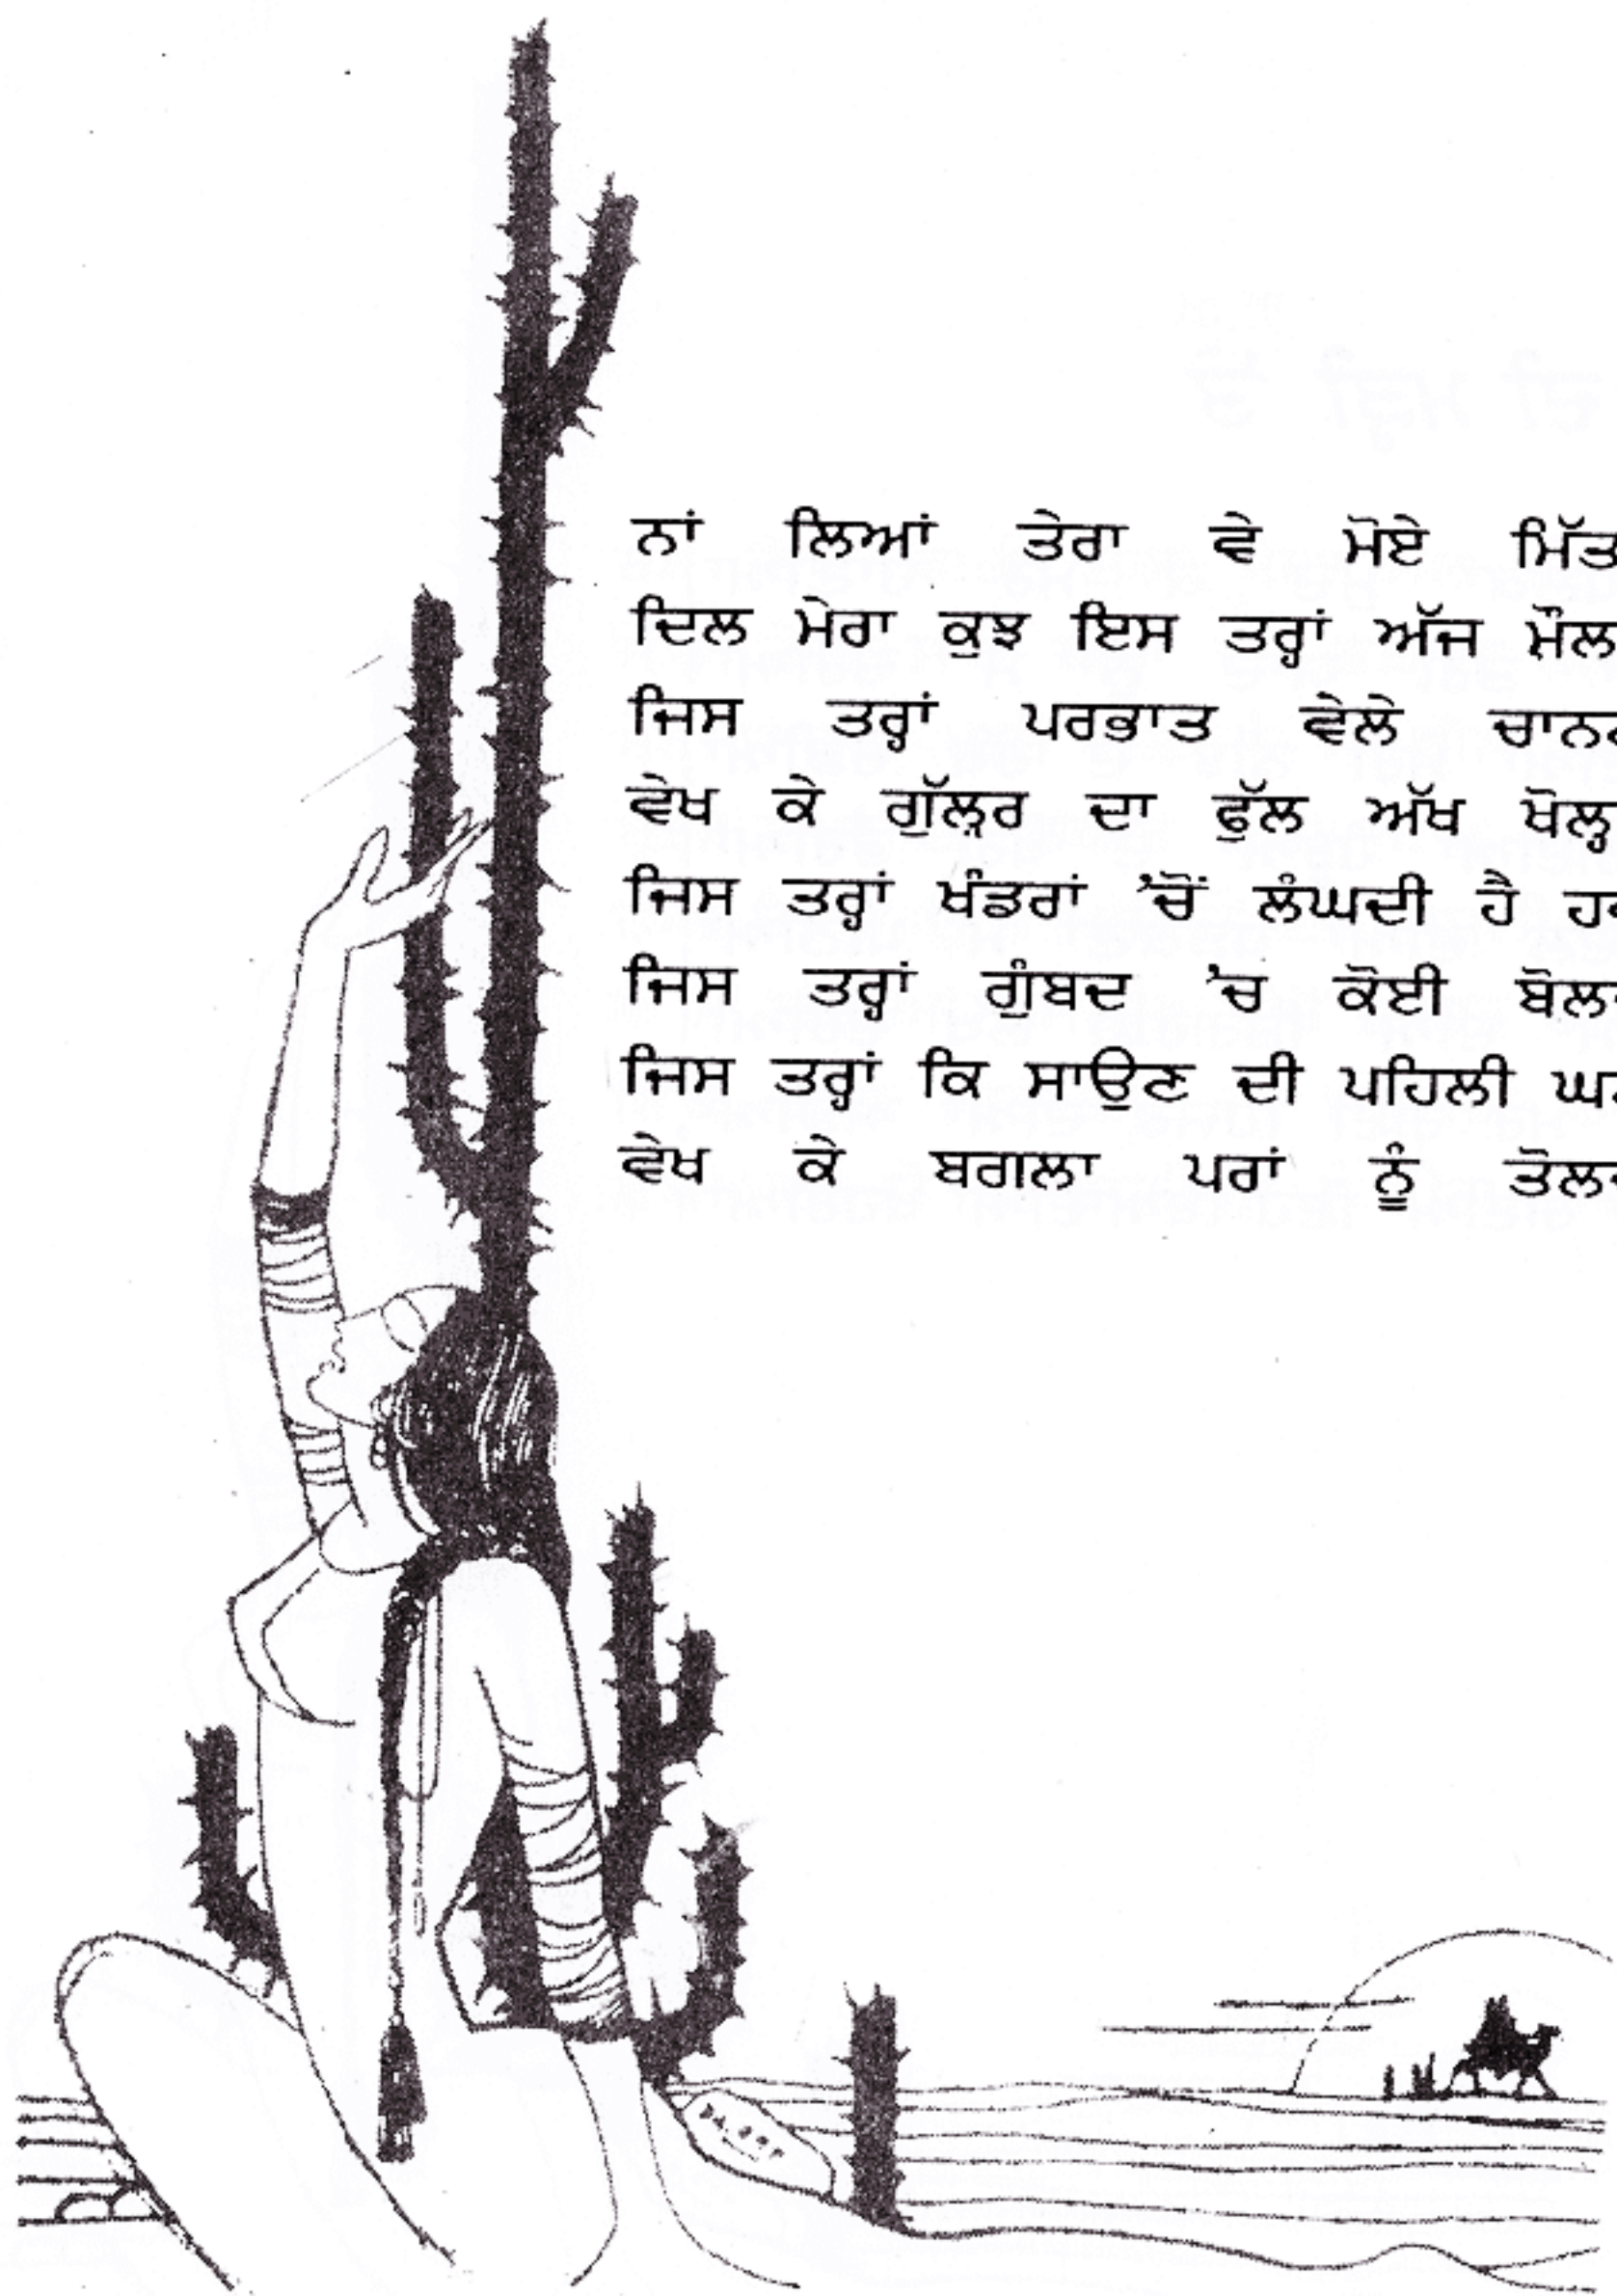 ਨਾਂ ਲਿਆਂ ਤੇਰਾ ਵੇ ਮੋਏ
ਦਿਲ ਮੇਰਾ ਕੁਝ ਇਸ ਤਰ੍ਹਾਂ ਅੱਜ
ਜਿਸ ਤਰ੍ਹਾਂ ਪਰਭਾਤ ਵੇਲੇ
ਵੇਖ ਕੇ ਗੁੱਲ੍ਹਰ ਦਾ ਫੁੱਲ ਅੱਖ
ਜਿਸ ਤਰ੍ਹਾਂ ਖੰਡਰਾਂ 'ਚੋਂ ਲੰਘਦੀ ਹੈ
ਜਿਸ ਤਰ੍ਹਾਂ ਗੁੰਬਦ 'ਚ ਕੋਈ
ਜਿਸ ਤਰ੍ਹਾਂ ਕਿ ਸਾਉਣ ਦੀ ਪਹਿਲੀ
ਵੇਖ ਕੇ ਬਗਲਾ ਪਰਾਂ ਨੂੰ